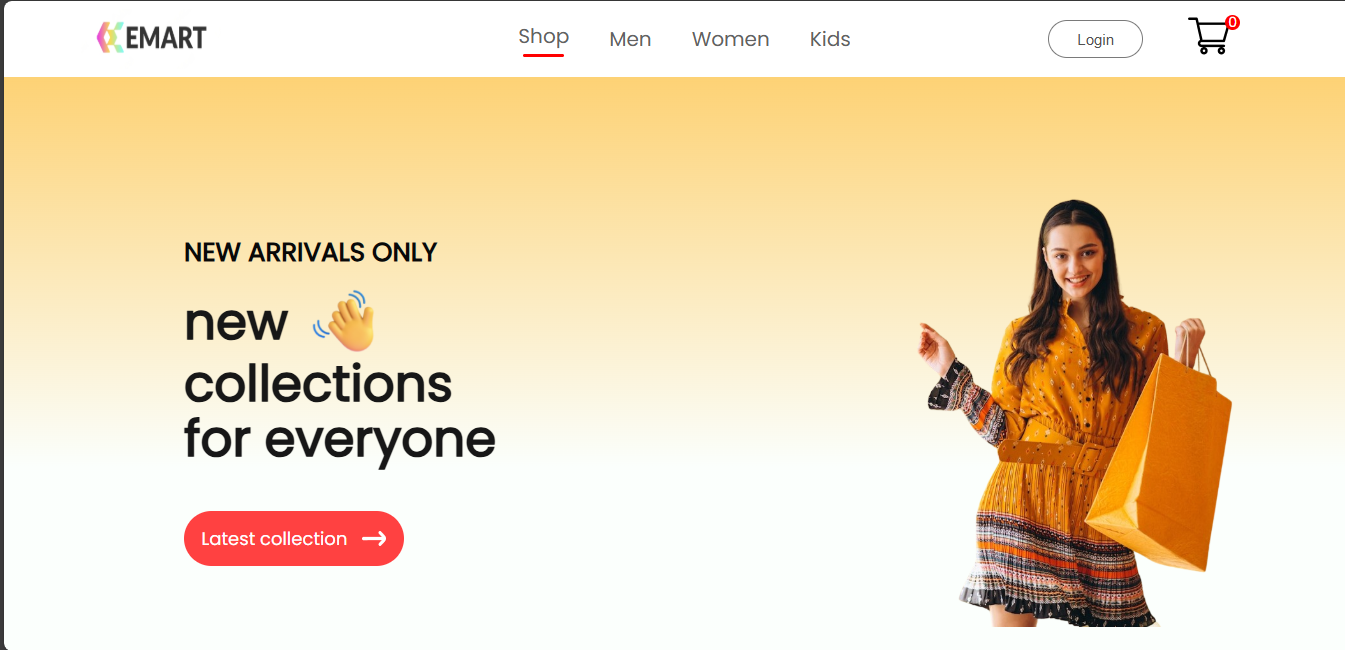 EMART
Shop
Men
Women
Kids
Login
0
NEW ARRIVALS ONLY
new
collections
for everyone
Latest collection